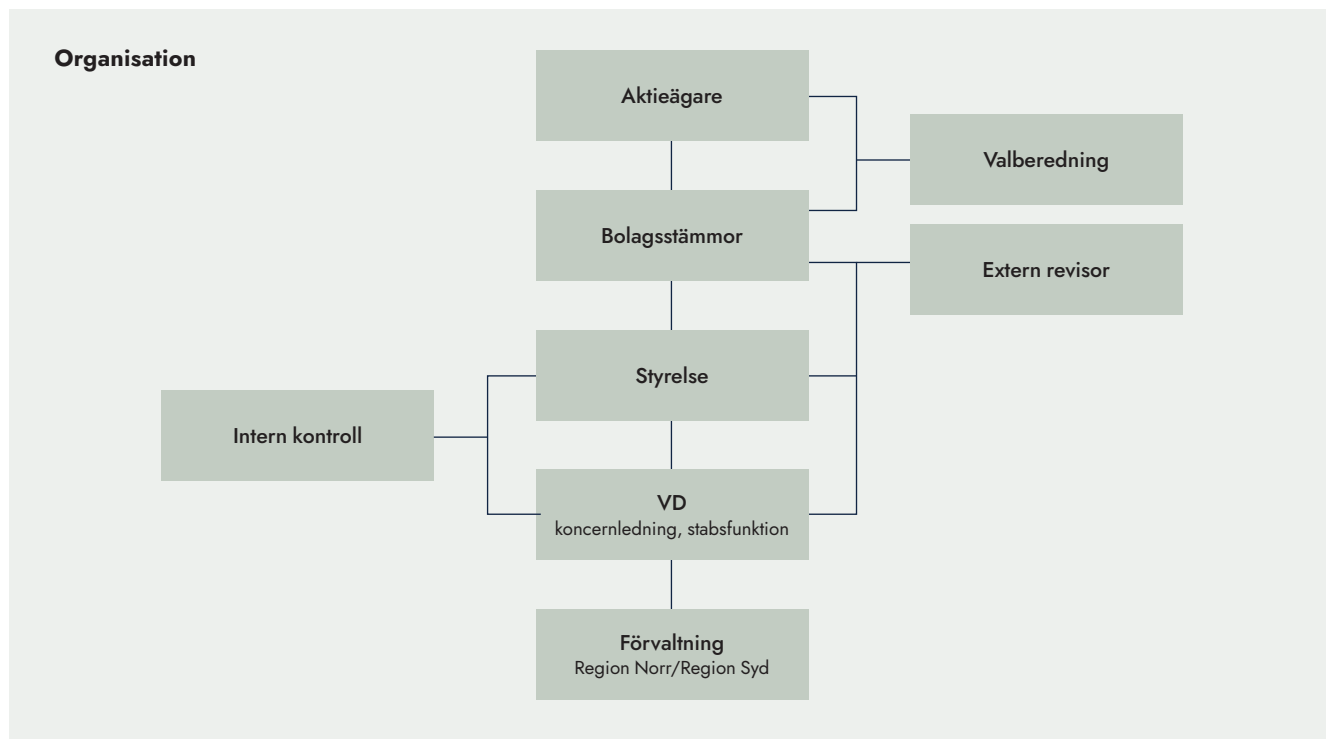 Organisation
Aktieägare
Valberedning
Bolagsstämmor
Extern revisor
Styrelse
Intern kontroll
VD
koncernledning, stabsfunktion
Förvaltning
Region Norr/Region Syd